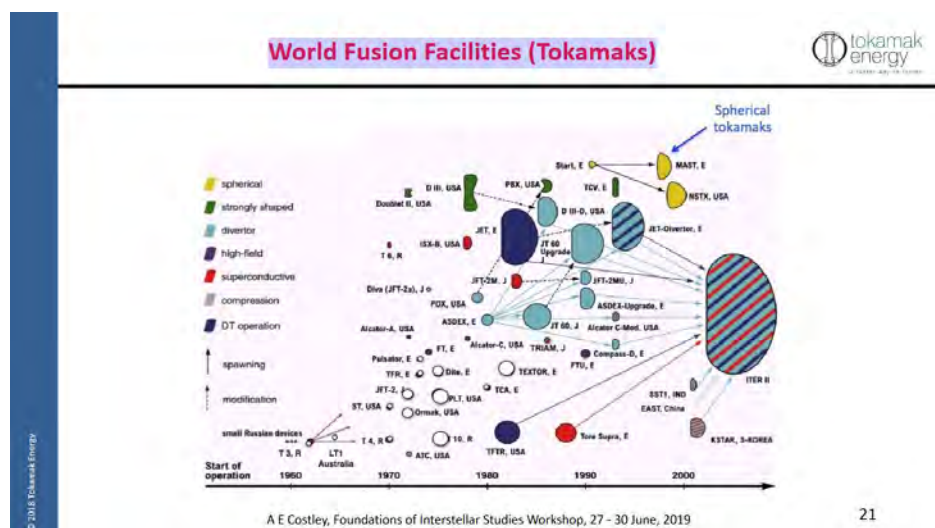 World Fusion Facilities (Tokamaks)
tokamak
energy
Spherical
tokamaks
spherical
strongly shaped
divertor
high-field
superconductive
compression
DT operation
spawning
modification
Start, E
MAST, E
NSTX, USA
D III, USA
PBX, USA
TCV, E
Doublet II, USA
D III-D, USA
JET, E
JET-Divertor, E
T 6, R
ISX-B, USA
JT 60
Upgrade
J
JFT-2M, J
JFT-2MU, J
Diva (JFT-2a), J
PDX, USA
ASDEX-Upgrade, E
ASDEX, E
JT 60, J
Alcator C-Mod, USA
Alcator-A, USA
Alcator-C, USA
TRIAM, J
FT, E
FTU, E
Compass-D, E
Pulsator, E
TFR, E
Dite, E
TEXTOR, E
ITER II
JFT-2, J
PLT, USA
TCA, E
SST1, IND
ST, USA
Ormak, USA
EAST, China
small Russian devices
T 3, R
LT1
Australia
T 4, R
T 10, R
ATC, USA
TFTR, USA
Tore Supra, E
KSTAR, S-KOREA
Start of
operation
1960
1970
1980
1990
2000
© 2018 Tokamak Energy
A E Costley, Foundations of Interstellar Studies Workshop, 27 - 30 June, 2019
21